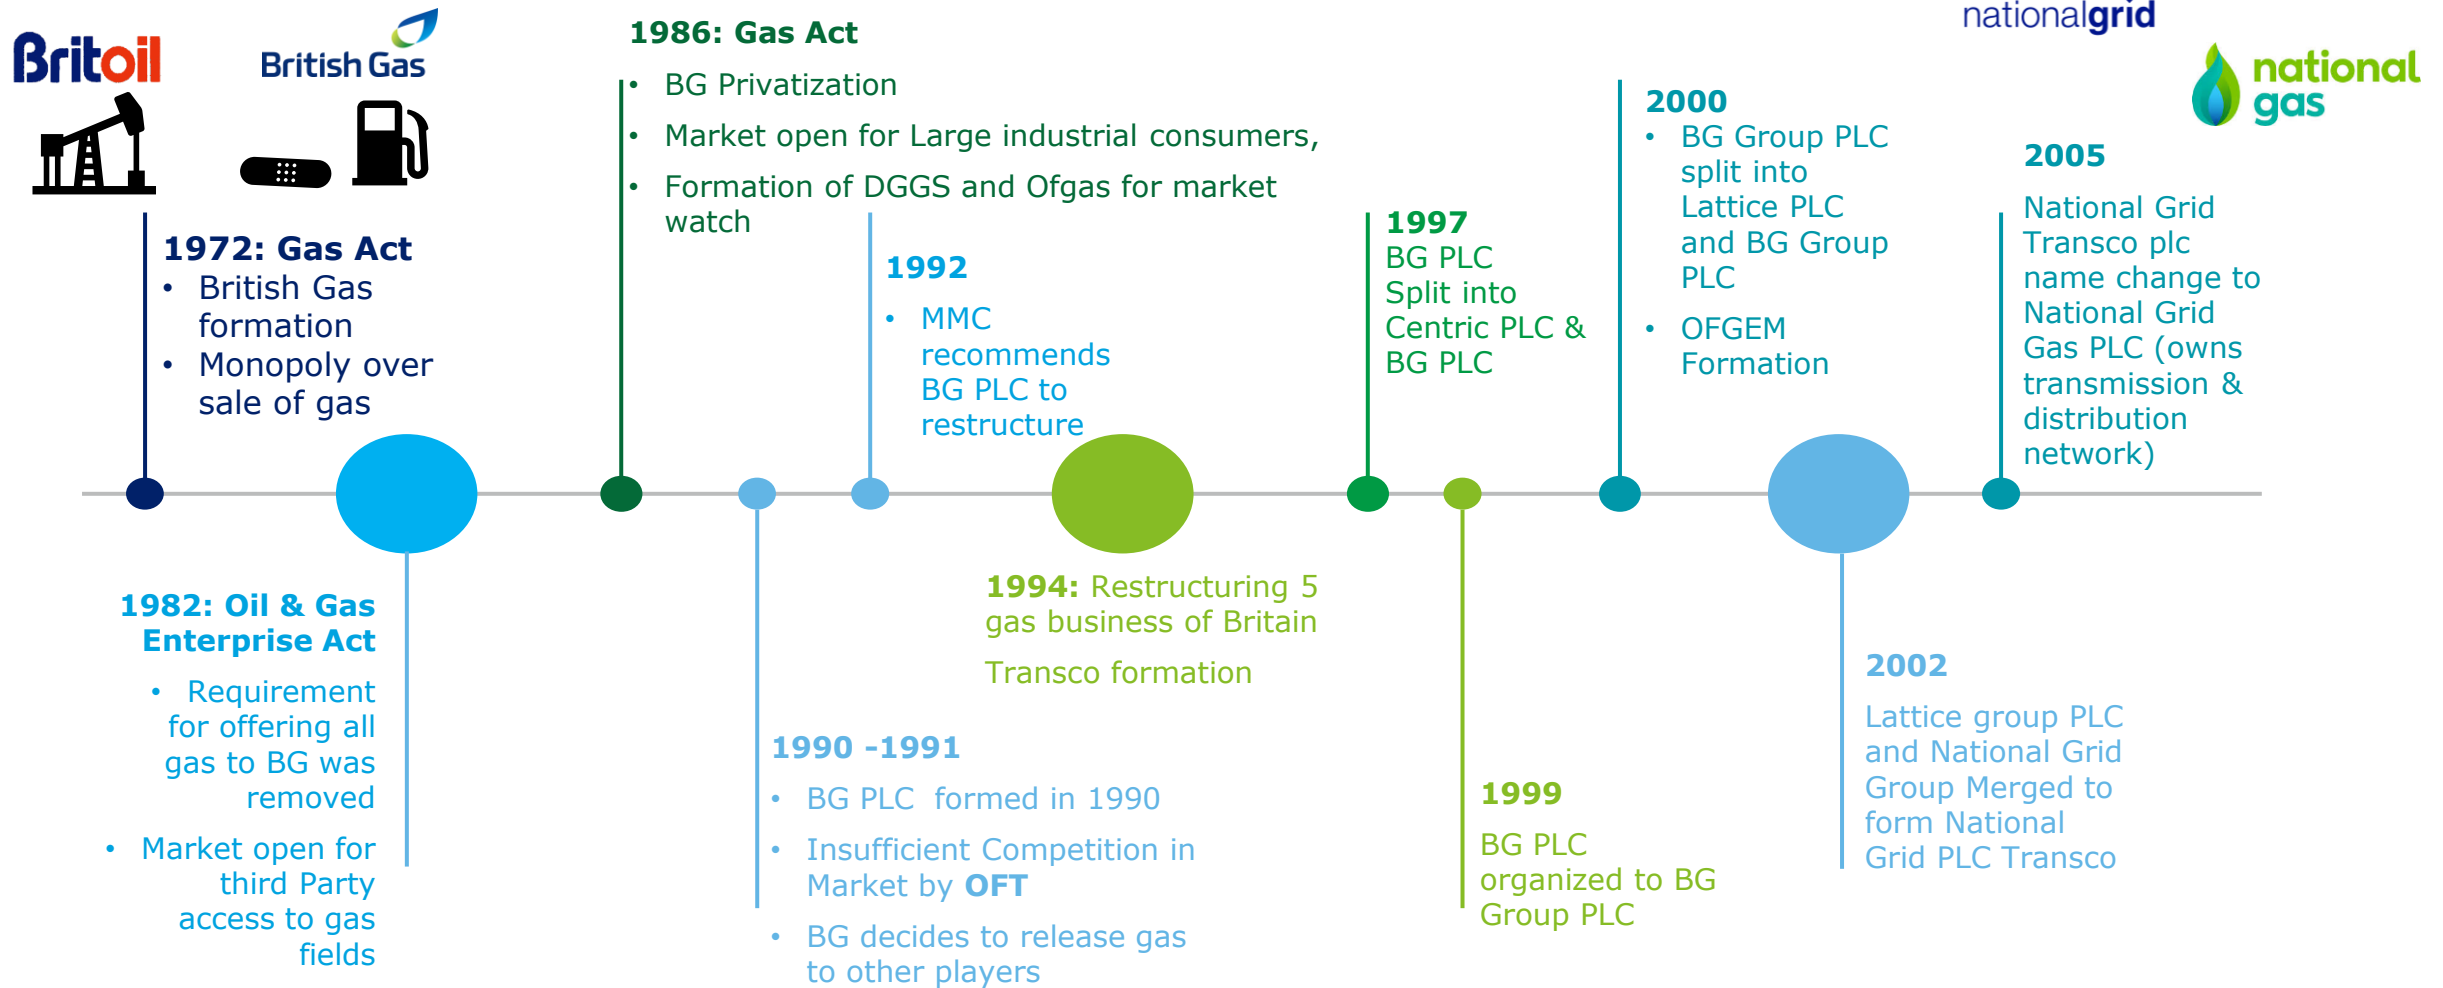 Britoil
British Gas
nationalgrid
national
gas
1972: Gas Act
• British Gas
formation
• Monopoly over
sale of gas
1982: Oil & Gas
Enterprise Act
• Requirement
for offering all
gas to BG was
removed
• Market open for
third Party
access to gas
fields
1986: Gas Act
• BG Privatization
• Market open for Large industrial consumers,
• Formation of DGGS and Ofgas for market
watch
1990 -1991
• BG PLC formed in 1990
• Insufficient Competition in
Market by OFT
• BG decides to release gas
to other players
1992
• MMC
recommends
BG PLC to
restructure
1994: Restructuring 5
gas business of Britain
Transco formation
1997
BG PLC
Split into
Centric PLC &
BG PLC
1999
BG PLC
organized to BG
Group PLC
2000
• BG Group PLC
split into
Lattice PLC
and BG Group
PLC
• OFGEM
Formation
2002
Lattice group PLC
and National Grid
Group Merged to
form National
Grid PLC Transco
2005
National Grid
Transco plc
name change to
National Grid
Gas PLC (owns
transmission &
distribution
network)